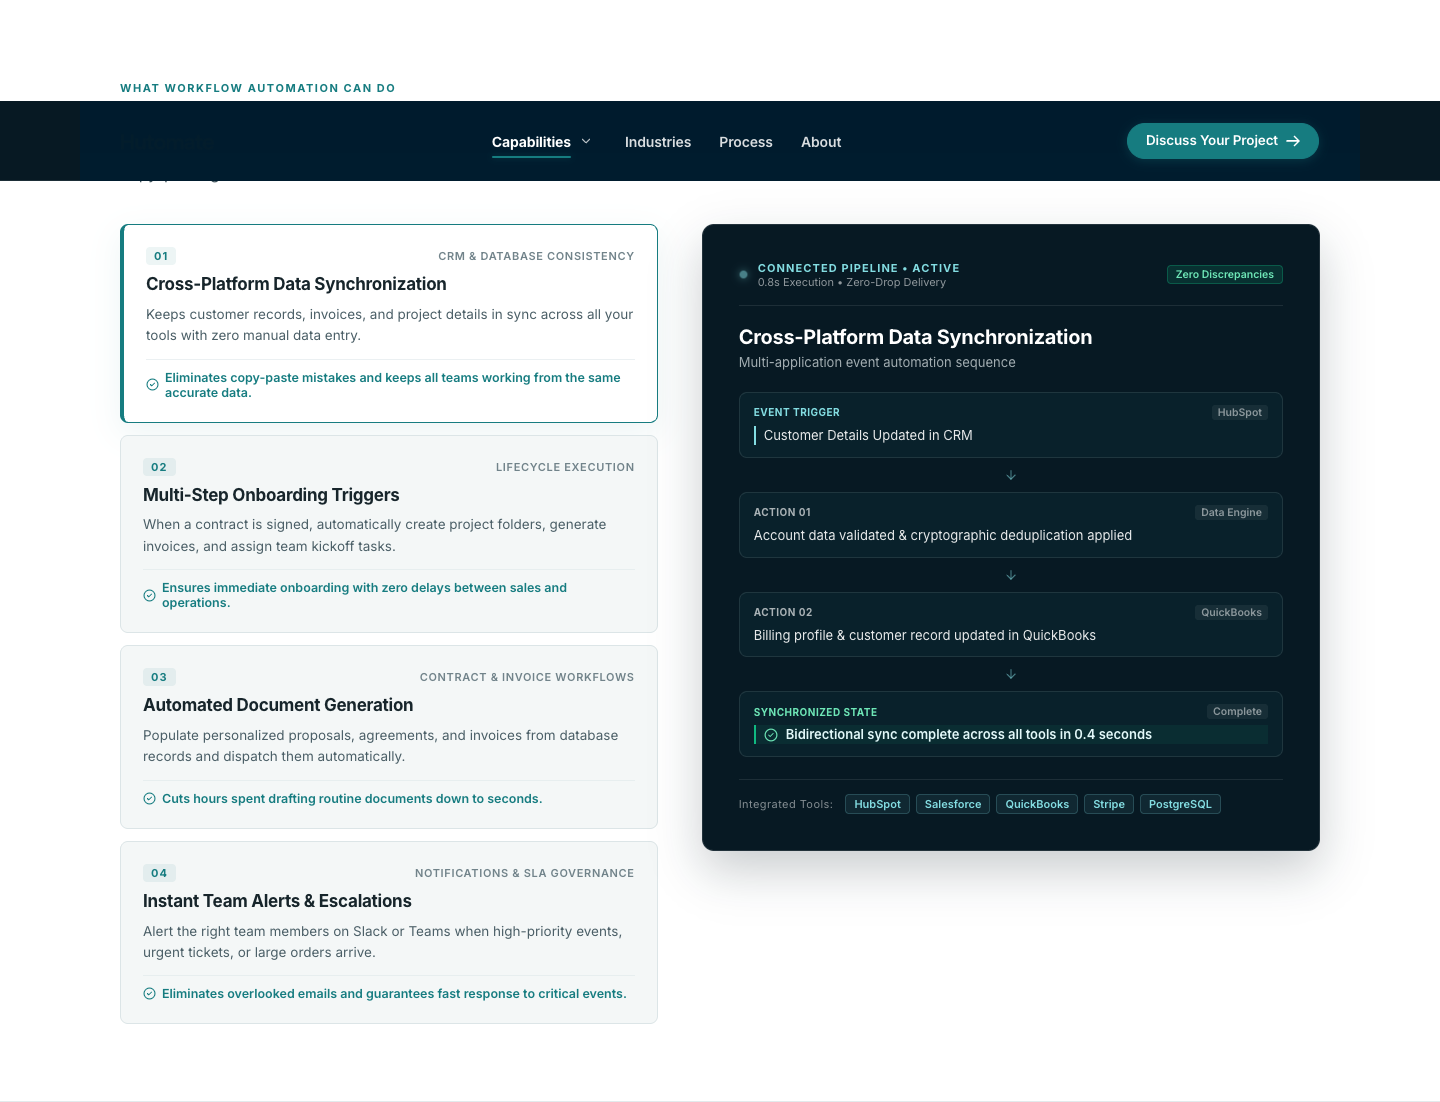 WHAT WORKFLOW AUTOMATION CAN DO
Capabilities
Industries
Process
About
Discuss Your Project
01
CRM & DATABASE CONSISTENCY
Cross-Platform Data Synchronization
Keeps customer records, invoices, and project details in sync across all your
tools with zero manual data entry.
Eliminates copy-paste mistakes and keeps all teams working from the same
accurate data.
02
LIFECYCLE EXECUTION
Multi-Step Onboarding Triggers
When a contract is signed, automatically create project folders, generate
invoices, and assign team kickoff tasks.
Ensures immediate onboarding with zero delays between sales and
operations.
03
CONTRACT & INVOICE WORKFLOWS
Automated Document Generation
Populate personalized proposals, agreements, and invoices from database
records and dispatch them automatically.
Cuts hours spent drafting routine documents down to seconds.
04
NOTIFICATIONS & SLA GOVERNANCE
Instant Team Alerts & Escalations
Alert the right team members on Slack or Teams when high-priority events,
urgent tickets, or large orders arrive.
Eliminates overlooked emails and guarantees fast response to critical events.
CONNECTED PIPELINE • ACTIVE
0.8s Execution • Zero-Drop Delivery
Zero Discrepancies
Cross-Platform Data Synchronization
Multi-application event automation sequence
EVENT TRIGGER
HubSpot
Customer Details Updated in CRM
ACTION 01
Data Engine
Account data validated & cryptographic deduplication applied
ACTION 02
QuickBooks
Billing profile & customer record updated in QuickBooks
SYNCHRONIZED STATE
Complete
Bidirectional sync complete across all tools in 0.4 seconds
Integrated Tools:
HubSpot
Salesforce
QuickBooks
Stripe
PostgreSQL